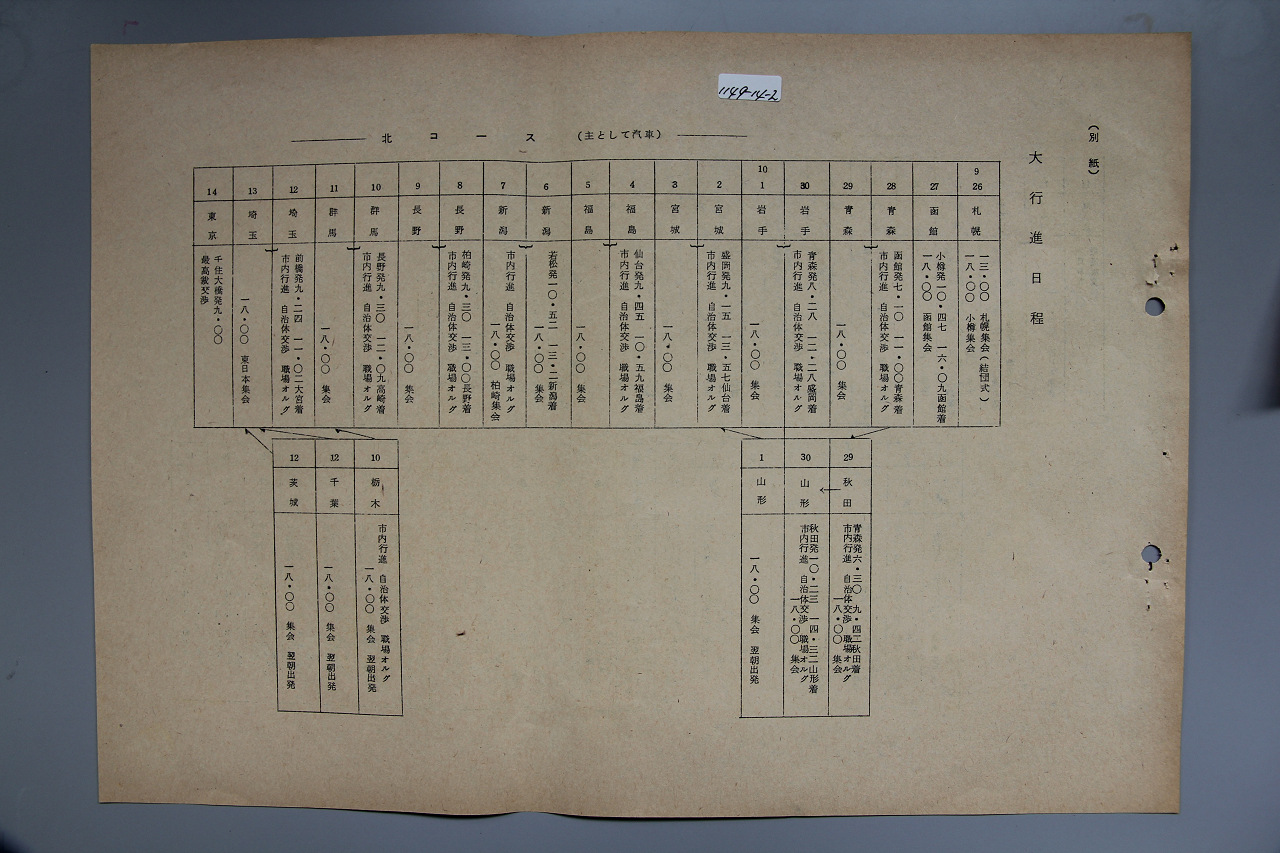 1149-14-2
(別紙)
大行進日程
北コース (主として汽車)
9
26
札幌
一三・〇〇 札幌集会(結団式)
一八・〇〇 小樽集会
27
函館
小樽発一〇・四七 一六・〇九函館着
一八・〇〇 函館集会
28
青森
函館発七・一〇 一一・〇〇青森着
市内行進 自治体交渉 職場オルグ
29
青森
一八・〇〇 集会
30
岩手
青森発八・二八 一二・二八盛岡着
市内行進 自治体交渉 職場オルグ
10
1
岩手
一八・〇〇 集会
2
宮城
盛岡発九・一五 一三・五七仙台着
市内行進 自治体交渉 職場オルグ
3
宮城
一八・〇〇 集会
4
福島
仙台発九・四五 一〇・五九福島着
市内行進 自治体交渉 職場オルグ
5
福島
一八・〇〇 集会
6
新潟
若松発一〇・五二 一三・二新潟着
一八・〇〇 集会
7
新潟
市内行進 自治体交渉 職場オルグ
一八・〇〇 柏崎集会
8
長野
柏崎発九・三〇 一三・〇〇長野着
市内行進 自治体交渉 職場オルグ
9
長野
一八・〇〇 集会
10
群馬
長野発九・三〇 一二・〇九高崎着
市内行進 自治体交渉 職場オルグ
11
群馬
一八・〇〇 集会
12
埼玉
前橋発九・二四 一一・〇二大宮着
市内行進 自治体交渉 職場オルグ
13
埼玉
一八・〇〇 東日本集会
14
東京
千住大橋発九・〇〇
最高裁交渉
29
秋田
青森発六・三〇 九・四二秋田着
市内行進 自治体交渉 職場オルグ
一八・〇〇 集会
30
山形
秋田発一〇・二三 一四・三二山形着
市内行進 自治体交渉 職場オルグ
一八・〇〇 集会
1
山形
一八・〇〇 集会 翌朝出発
10
栃木
市内行進 自治体交渉 職場オルグ
一八・〇〇 集会 翌朝出発
12
千葉
一八・〇〇 集会 翌朝出発
12
茨城
一八・〇〇 集会 翌朝出発